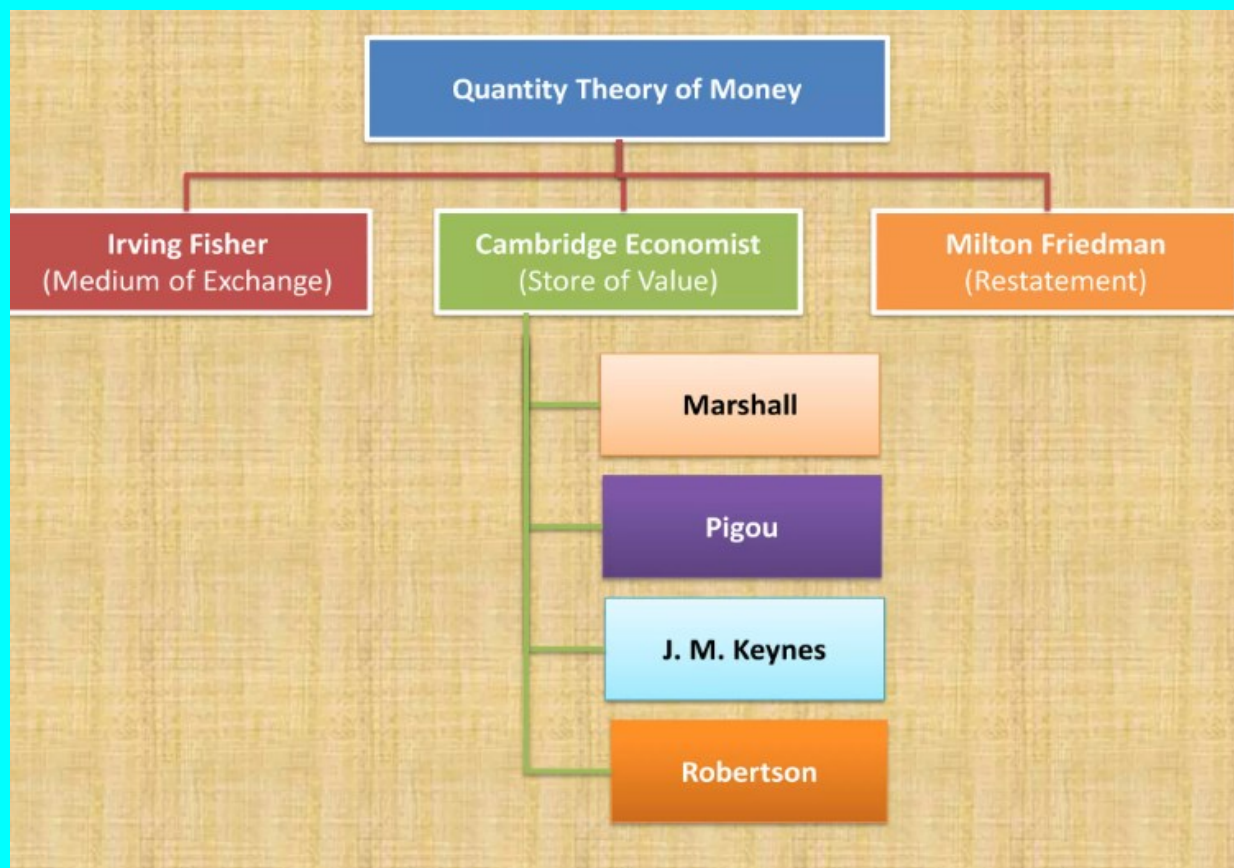 Quantity Theory of Money
Irving Fisher
(Medium of Exchange)
Cambridge Economist
(Store of Value)
Milton Friedman
(Restatement)
Marshall
Pigou
J. M. Keynes
Robertson